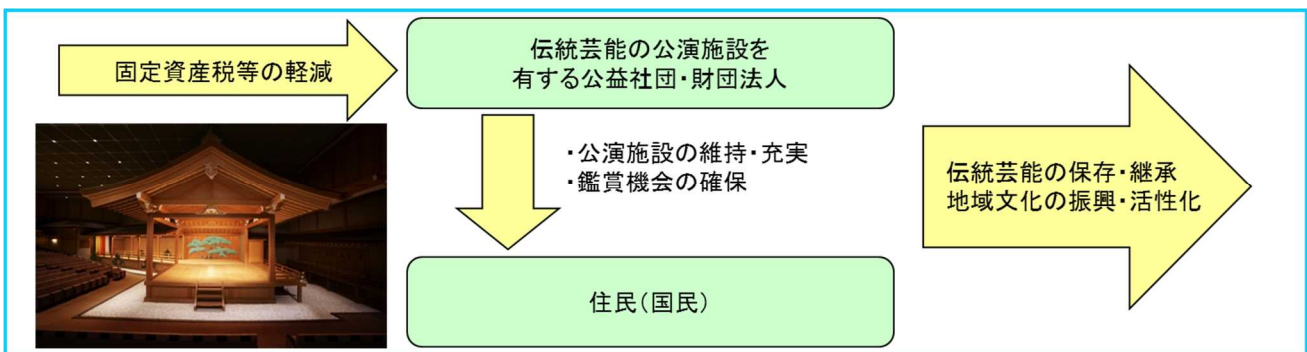 固定資産税等の軽減
伝統芸能の公演施設を
有する公益社団・財団法人
・公演施設の維持・充実
・鑑賞機会の確保
伝統芸能の保存・継承
地域文化の振興・活性化
住民(国民)